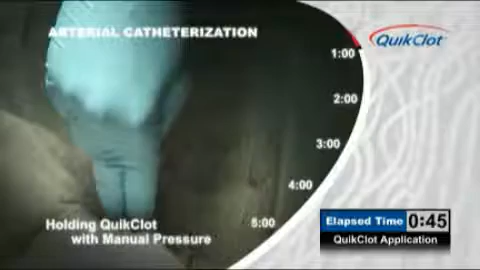 ARTERIAL CATHETERIZATION
QuikClot
1:00
2:00
3:00
4:00
5:00
Holding QuikClot
with Manual Pressure
Elapsed Time 0:45
QuikClot Application